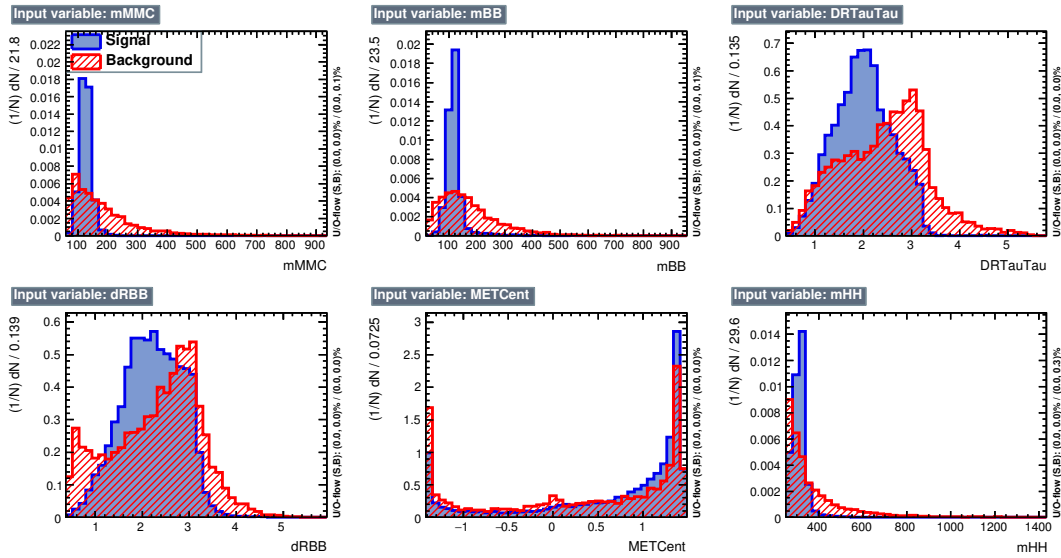 Input variable: mMMC
(1/N) dN / 21.8
0.022
0.02
0.018
0.016
0.014
0.012
0.01
0.008
0.006
0.004
0.002
0
Signal
Background
100 200 300 400 500 600 700 800 900
mMMC
U/O-flow (S,B): (0.0, 0.0)% / (0.0, 0.1)%
Input variable: mBB
(1/N) dN / 23.5
0.02
0.018
0.016
0.014
0.012
0.01
0.008
0.006
0.004
0.002
0
100 200 300 400 500 600 700 800 900
mBB
U/O-flow (S,B): (0.0, 0.0)% / (0.0, 0.1)%
Input variable: DRTauTau
(1/N) dN / 0.135
0.7
0.6
0.5
0.4
0.3
0.2
0.1
0
1 2 3 4 5
DRTauTau
U/O-flow (S,B): (0.0, 0.0)% / (0.0, 0.0)%
Input variable: dRBB
(1/N) dN / 0.139
0.6
0.5
0.4
0.3
0.2
0.1
0
1 2 3 4 5
dRBB
U/O-flow (S,B): (0.0, 0.0)% / (0.0, 0.0)%
Input variable: METCent
(1/N) dN / 0.0725
3
2.5
2
1.5
1
0.5
0
−1 −0.5 0 0.5 1
METCent
U/O-flow (S,B): (0.0, 0.0)% / (0.0, 0.0)%
Input variable: mHH
(1/N) dN / 29.6
0.014
0.012
0.01
0.008
0.006
0.004
0.002
0
400 600 800 1000 1200 1400
mHH
U/O-flow (S,B): (0.0, 0.0)% / (0.0, 0.3)%